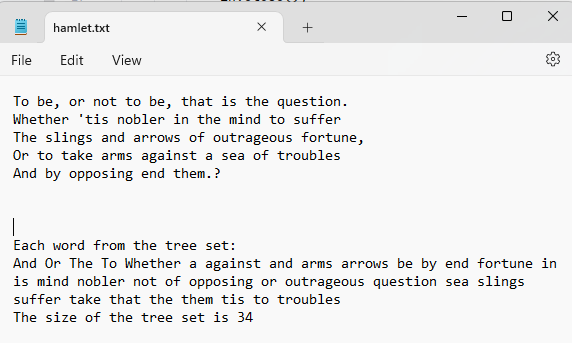 hamlet.txt
File Edit View
To be, or not to be, that is the question.
Whether 'tis nobler in the mind to suffer
The slings and arrows of outrageous fortune,
Or to take arms against a sea of troubles
And by opposing end them.?
Each word from the tree set:
And Or The To Whether a against and arms arrows be by end fortune in
is mind nobler not of opposing or outrageous question sea slings
suffer take that the them tis to troubles
The size of the tree set is 34